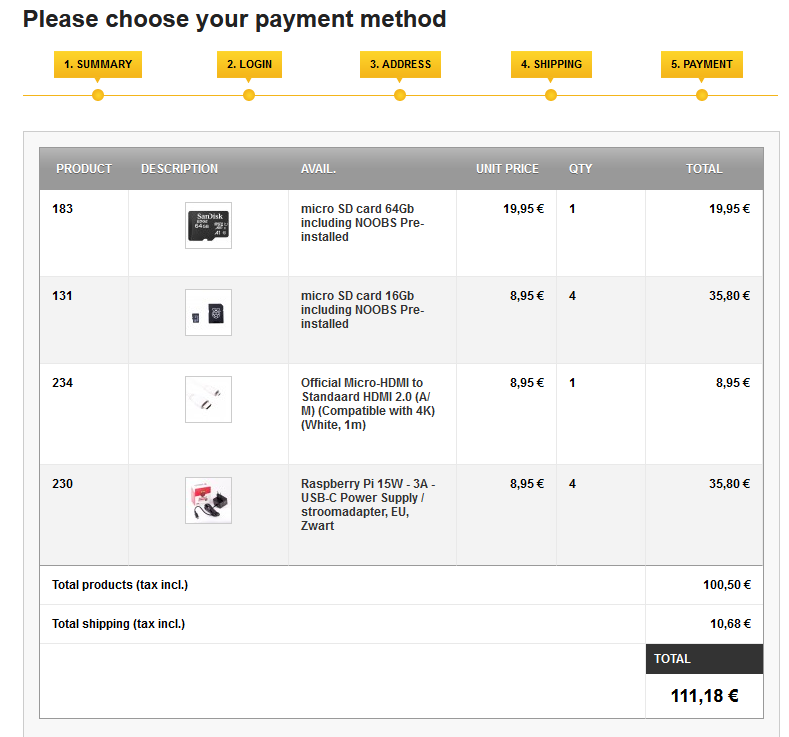 Please choose your payment method
1. SUMMARY 2. LOGIN 3. ADDRESS 4. SHIPPING 5. PAYMENT
PRODUCT DESCRIPTION AVAIL. UNIT PRICE QTY TOTAL
183 micro SD card 64Gb 19,95 € 1 19,95 €
including NOOBS Pre-
installed
SanDisk
64GB
131 micro SD card 16Gb 8,95 € 4 35,80 €
including NOOBS Pre-
installed
234 Official Micro-HDMI to 8,95 € 1 8,95 €
Standaard HDMI 2.0 (A/
M) (Compatible with 4K)
(White, 1m)
230 Raspberry Pi 15W - 3A - 8,95 € 4 35,80 €
USB-C Power Supply /
stroomadapter, EU,
Zwart
Total products (tax incl.) 100,50 €
Total shipping (tax incl.) 10,68 €
TOTAL
111,18 €